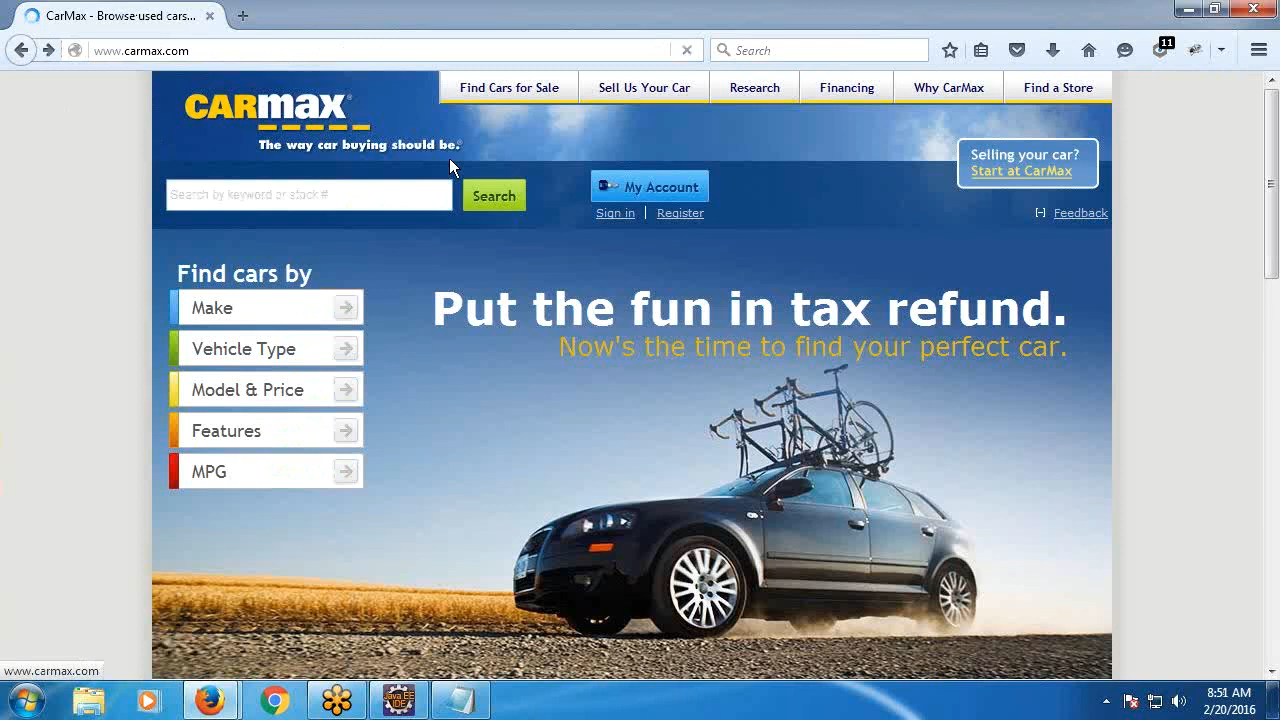 CarMax - Browse used cars...
www.carmax.com
Search
11
CARMAX
The way car buying should be.
Find Cars for Sale
Sell Us Your Car
Research
Financing
Why CarMax
Find a Store
Selling your car?
Start at CarMax
Search by keyword or stock #
Search
My Account
Sign in
Register
[+] Feedback
Find cars by
Make
Vehicle Type
Model & Price
Features
MPG
Put the fun in tax refund.
Now's the time to find your perfect car.
www.carmax.com
Java EE
IDE
8:51 AM
2/20/2016